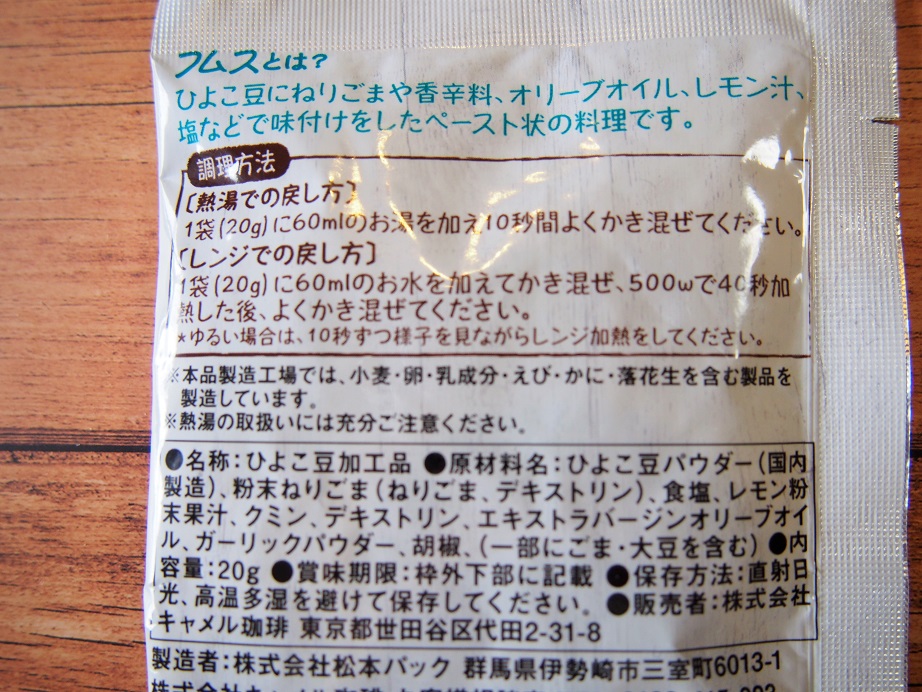 フムスとは?
ひよこ豆にねりごまや香辛料、オリーブオイル、レモン汁、
塩などで味付けをしたペースト状の料理です。
調理方法
〔熱湯での戻し方〕
1袋(20g)に60mlのお湯を加え10秒間よくかき混ぜてください。
〔レンジでの戻し方〕
1袋(20g)に60mlのお水を加えてかき混ぜ、500wで40秒加
熱した後、よくかき混ぜてください。
*ゆるい場合は、10秒ずつ様子を見ながらレンジ加熱をしてください。
※本品製造工場では、小麦・卵・乳成分・えび・かに・落花生を含む製品を
製造しています。
※熱湯の取扱いには充分ご注意ください。
●名称:ひよこ豆加工品 ●原材料名:ひよこ豆パウダー(国内
製造)、粉末ねりごま(ねりごま、デキストリン)、食塩、レモン粉
末果汁、クミン、デキストリン、エキストラバージンオリーブオイ
ル、ガーリックパウダー、胡椒、(一部にごま・大豆を含む) ●内
容量:20g ●賞味期限:枠外下部に記載 ●保存方法:直射日
光、高温多湿を避けて保存してください。●販売者:株式会社
キャメル珈琲 東京都世田谷区代田2-31-8
製造者:株式会社松本パック 群馬県伊勢崎市三室町6013-1